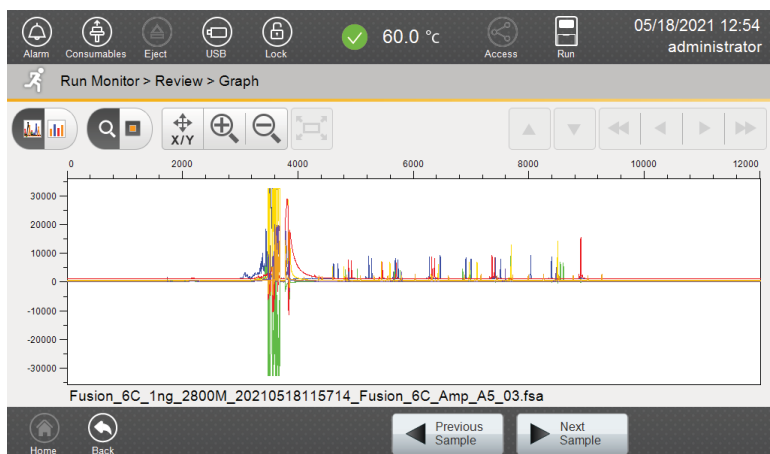 05/18/2021 12:54
60.0 °c
administrator
Alarm Consumables Eject USB Lock Access Run
Run Monitor > Review > Graph
X/Y
0 2000 4000 6000 8000 10000 12000
30000
20000
10000
0
-10000
-20000
-30000
Fusion_6C_1ng_2800M_20210518115714_Fusion_6C_Amp_A5_03.fsa
Previous Sample
Next Sample
Home Back